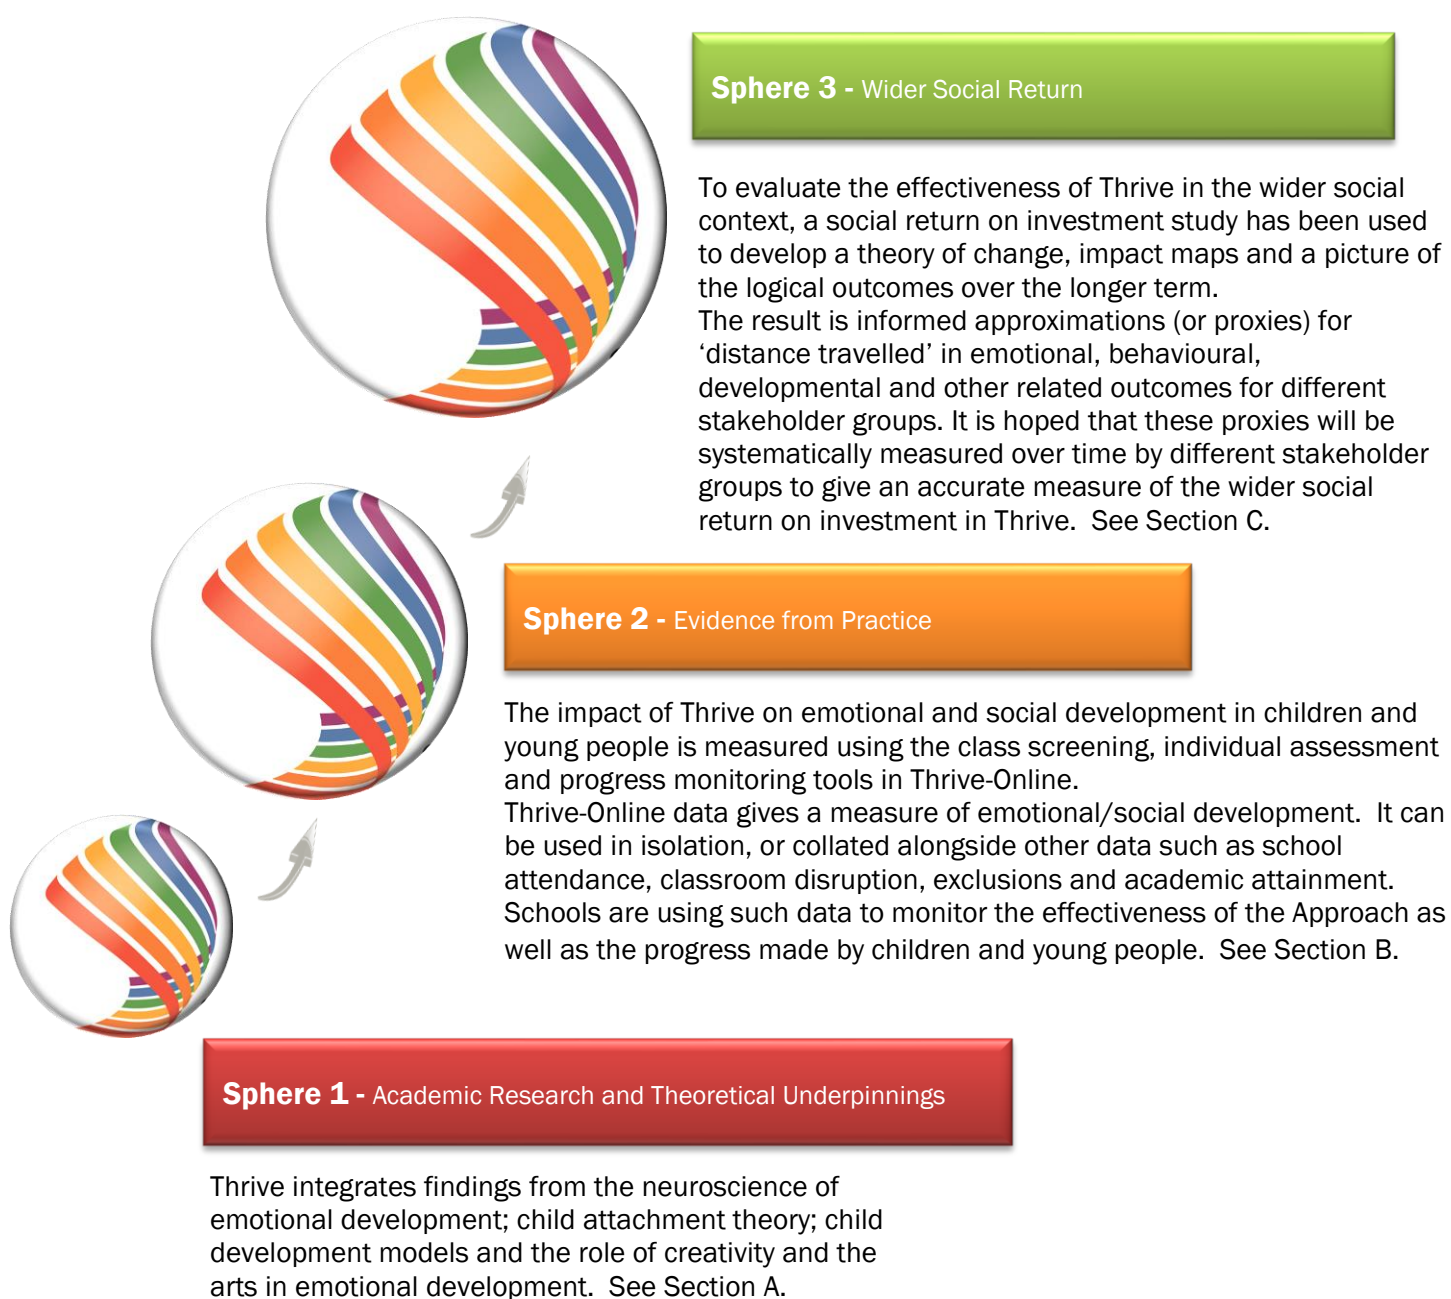 Sphere 3 - Wider Social Return
To evaluate the effectiveness of Thrive in the wider social
context, a social return on investment study has been used
to develop a theory of change, impact maps and a picture of
the logical outcomes over the longer term.
The result is informed approximations (or proxies) for
‘distance travelled’ in emotional, behavioural,
developmental and other related outcomes for different
stakeholder groups. It is hoped that these proxies will be
systematically measured over time by different stakeholder
groups to give an accurate measure of the wider social
return on investment in Thrive.  See Section C.
Sphere 2 - Evidence from Practice
The impact of Thrive on emotional and social development in children and
young people is measured using the class screening, individual assessment
and progress monitoring tools in Thrive-Online.
Thrive-Online data gives a measure of emotional/social development.  It can
be used in isolation, or collated alongside other data such as school
attendance, classroom disruption, exclusions and academic attainment.
Schools are using such data to monitor the effectiveness of the Approach as
well as the progress made by children and young people.  See Section B.
Sphere 1 - Academic Research and Theoretical Underpinnings
Thrive integrates findings from the neuroscience of
emotional development; child attachment theory; child
development models and the role of creativity and the
arts in emotional development.  See Section A.